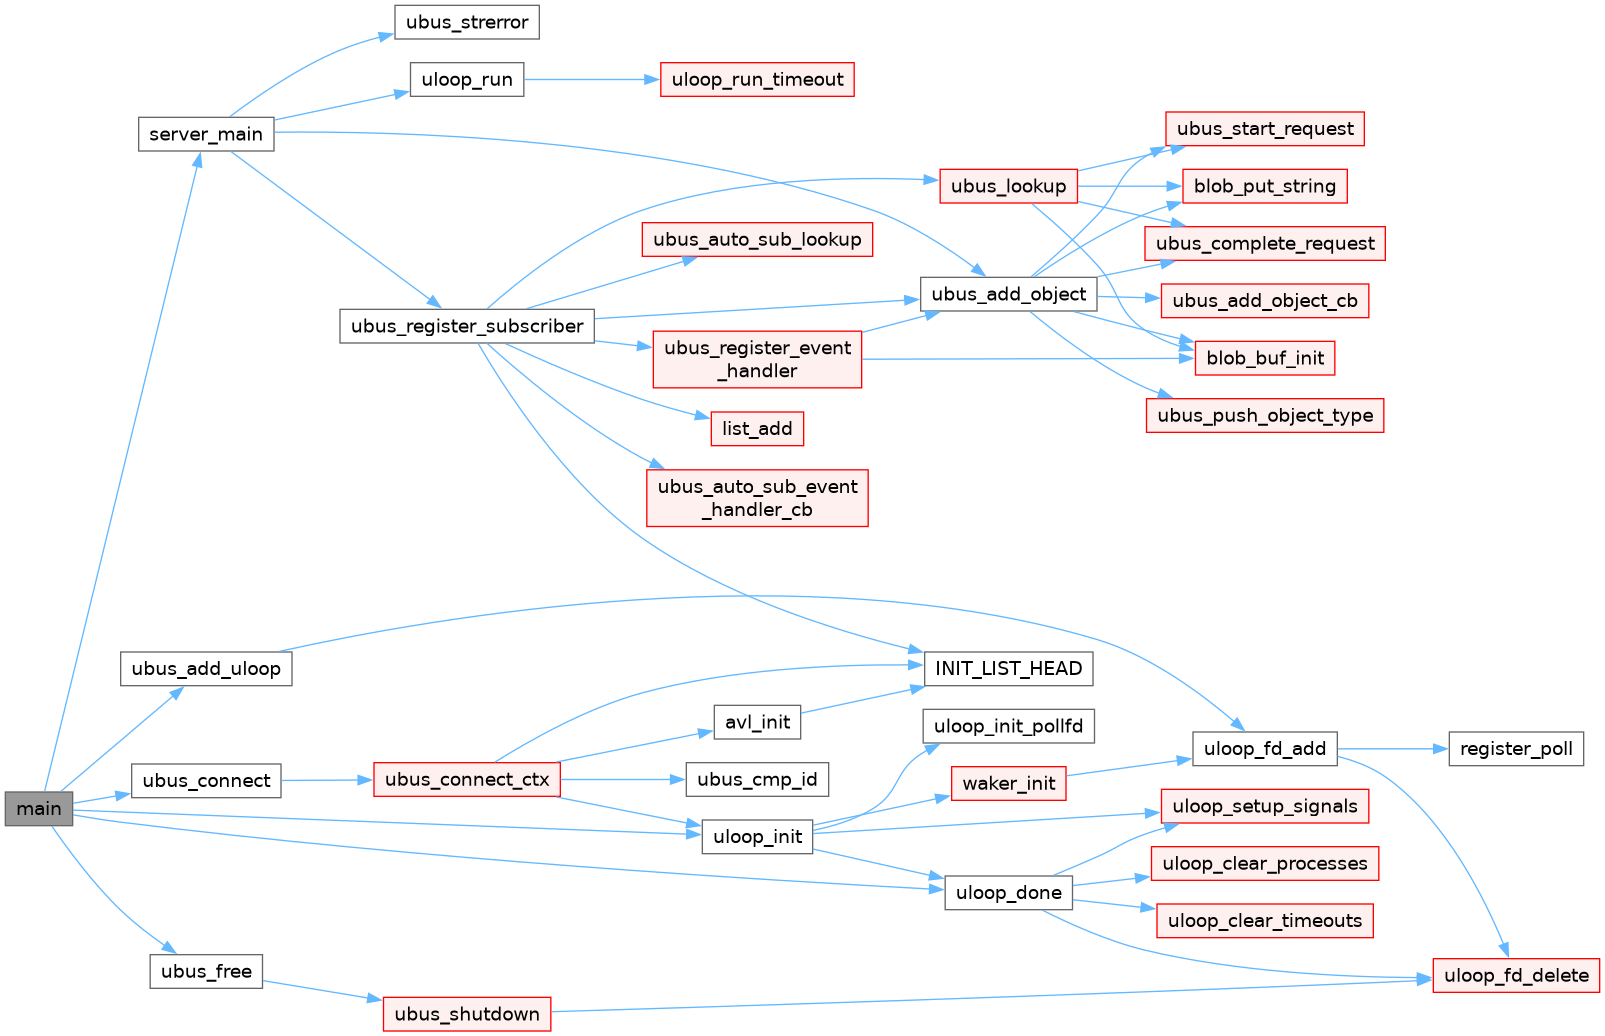 ubus_strerror
uloop_run
uloop_run_timeout
server_main
ubus_start_request
ubus_lookup
blob_put_string
ubus_auto_sub_lookup
ubus_complete_request
ubus_add_object
ubus_add_object_cb
ubus_register_subscriber
ubus_register_event
_handler
blob_buf_init
list_add
ubus_push_object_type
ubus_auto_sub_event
_handler_cb
ubus_add_uloop
INIT_LIST_HEAD
avl_init
uloop_init_pollfd
uloop_fd_add
register_poll
ubus_connect
ubus_connect_ctx
ubus_cmp_id
waker_init
main
uloop_setup_signals
uloop_init
uloop_clear_processes
uloop_done
uloop_clear_timeouts
ubus_free
uloop_fd_delete
ubus_shutdown